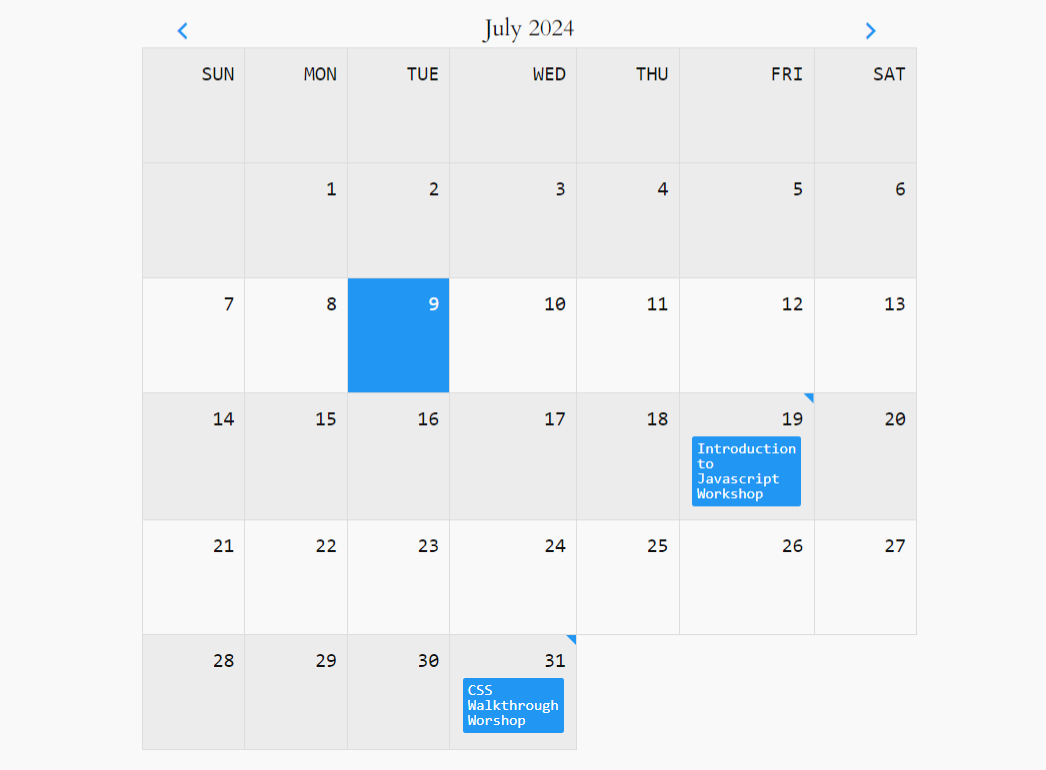 July 2024
SUN MON TUE WED THU FRI SAT
1 2 3 4 5 6
7 8 9 10 11 12 13
14 15 16 17 18 19 20
Introduction
to
Javascript
Workshop
21 22 23 24 25 26 27
28 29 30 31
CSS
Walkthrough
Worshop